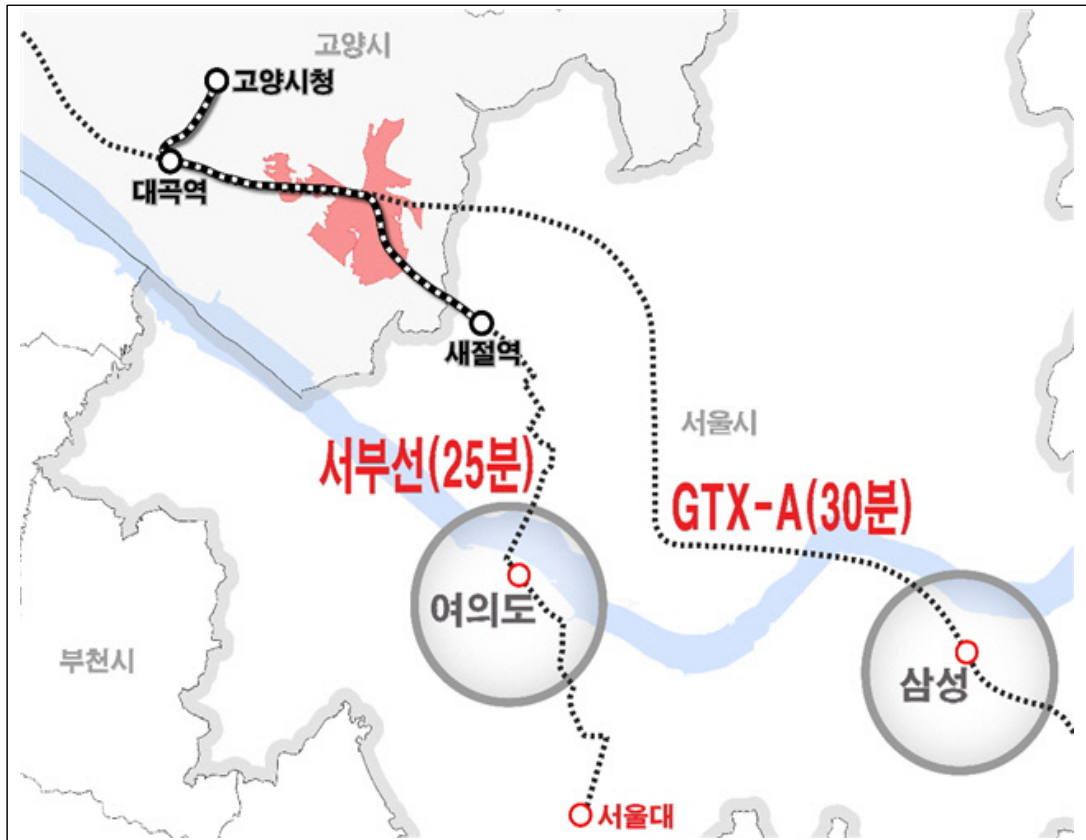 고양시
고양시청
대곡역
새절역
서울시
서부선(25분)
GTX-A(30분)
여의도
부천시
삼성
서울대